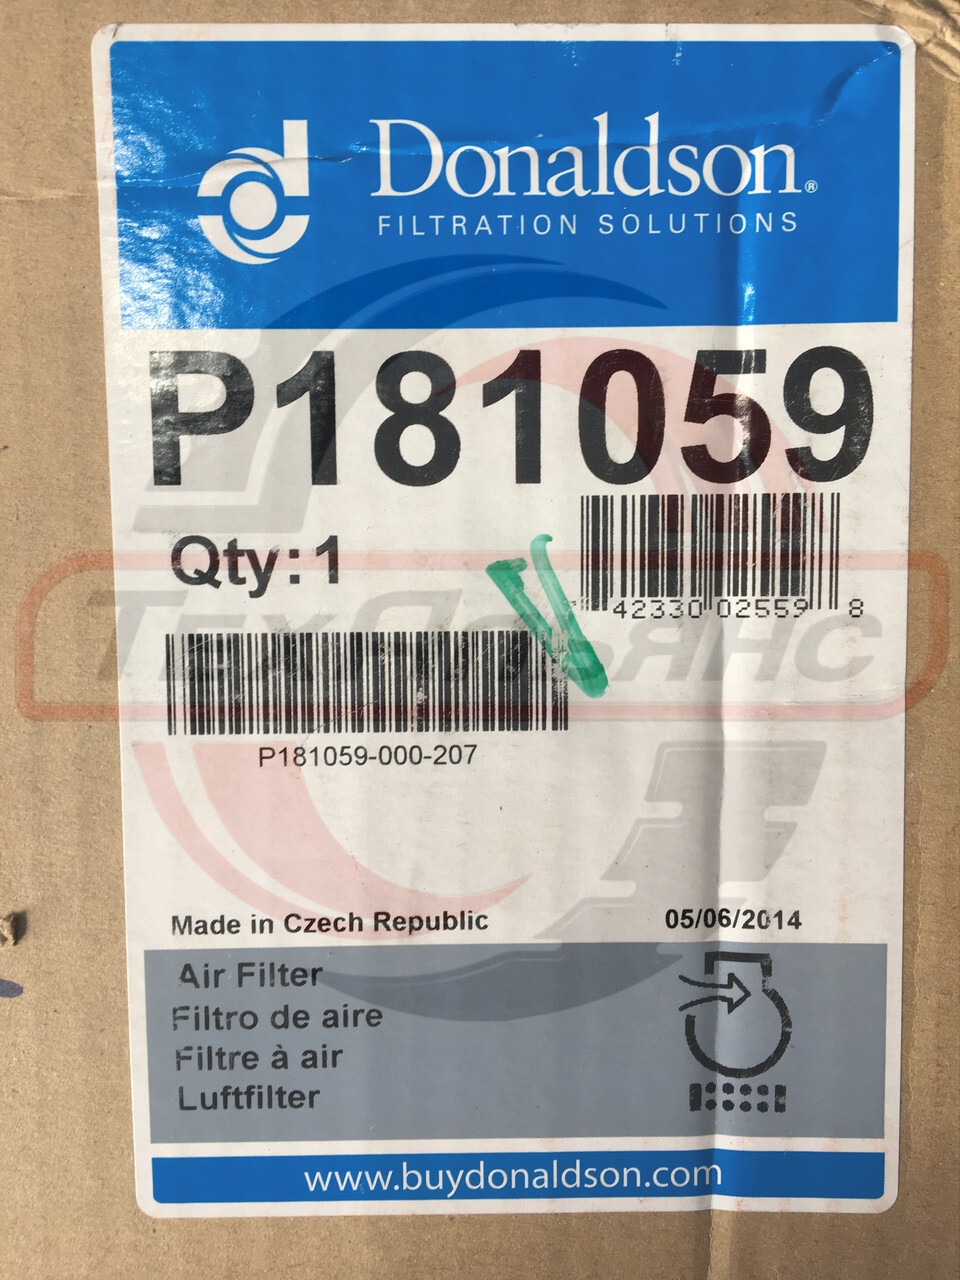 Donaldson®
FILTRATION SOLUTIONS
P181059
Qty: 1
42330 02559 8
ТехАльянс
P181059-000-207
Made in Czech Republic 05/06/2014
Air Filter
Filtro de aire
Filtre à air
Luftfilter
www.buydonaldson.com